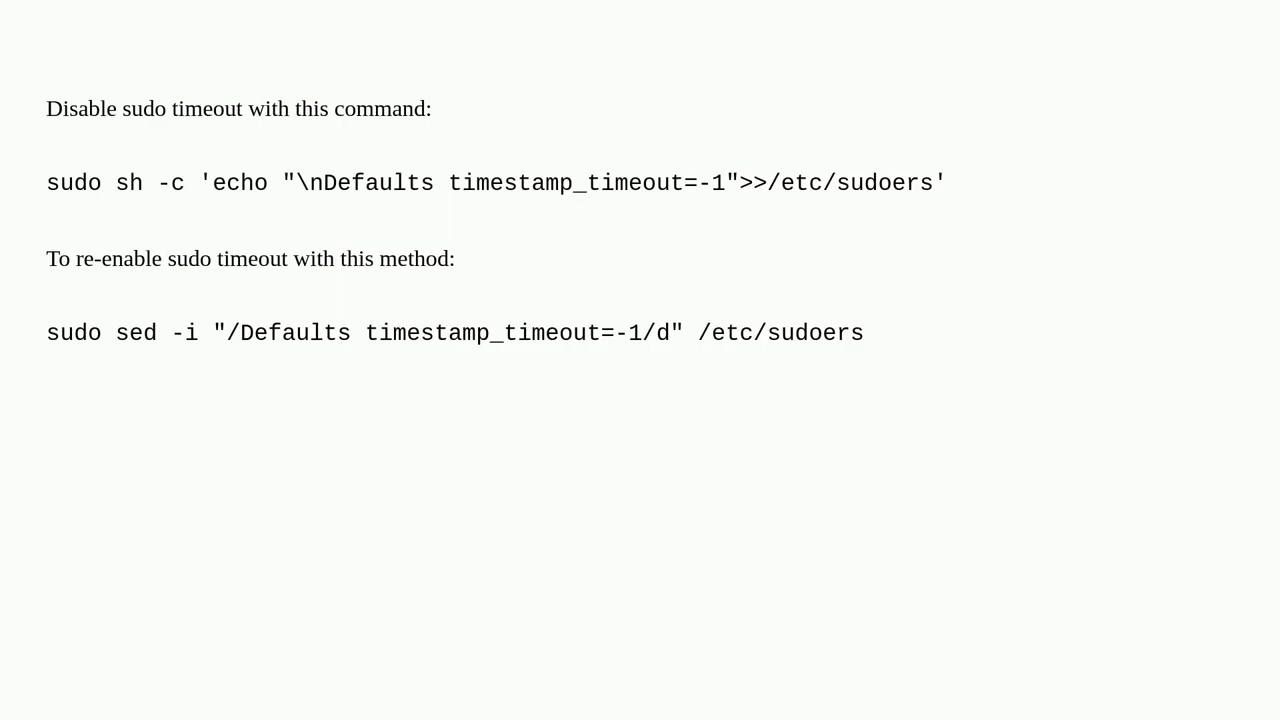 Disable sudo timeout with this command:
sudo sh -c 'echo "\nDefaults timestamp_timeout=-1">>/etc/sudoers'
To re-enable sudo timeout with this method:
sudo sed -i "/Defaults timestamp_timeout=-1/d" /etc/sudoers